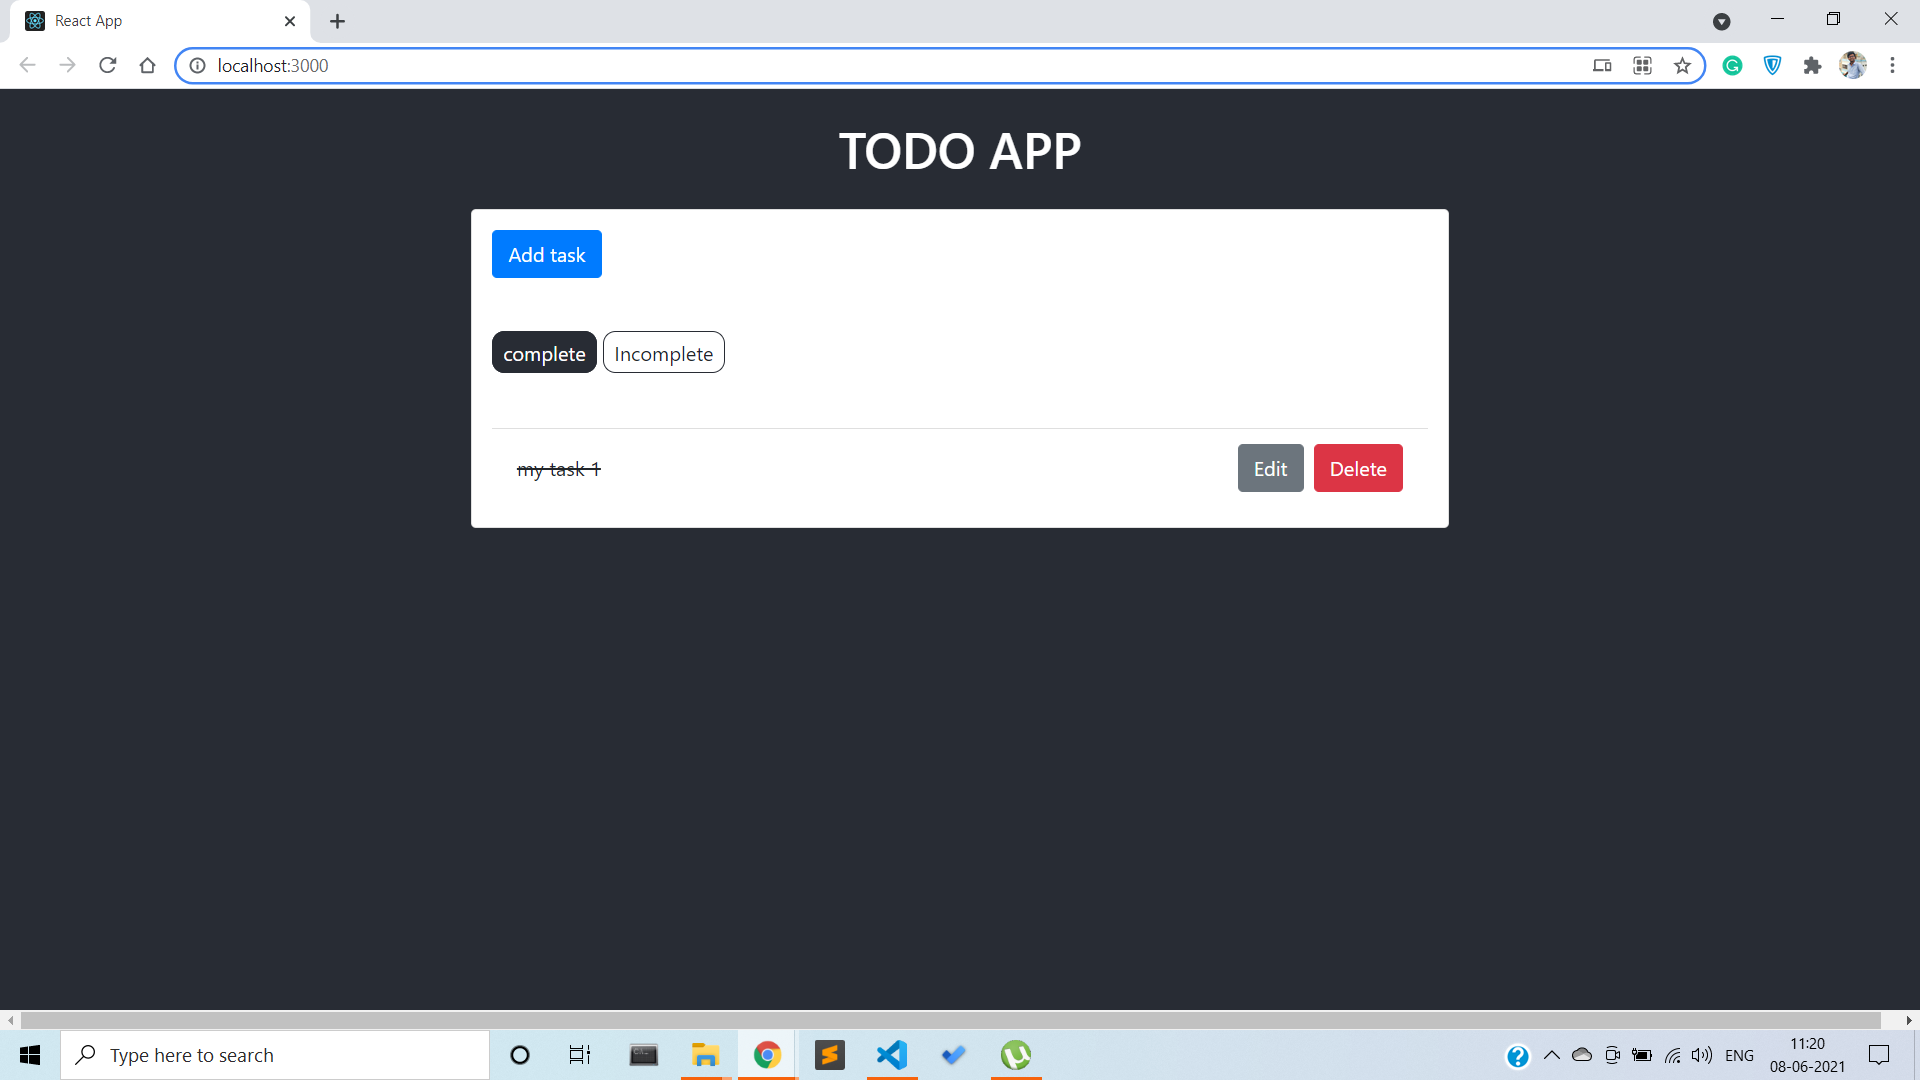 React App
localhost:3000
TODO APP
Add task
complete Incomplete
my task 1 Edit Delete
Type here to search
ENG
11:20
08-06-2021